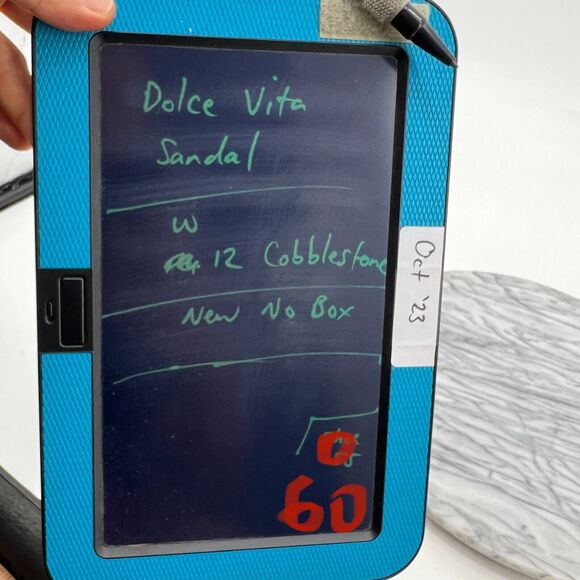 Dolce Vita
Sandal
W
12 Cobblestone
New No Box
60
Oct '23